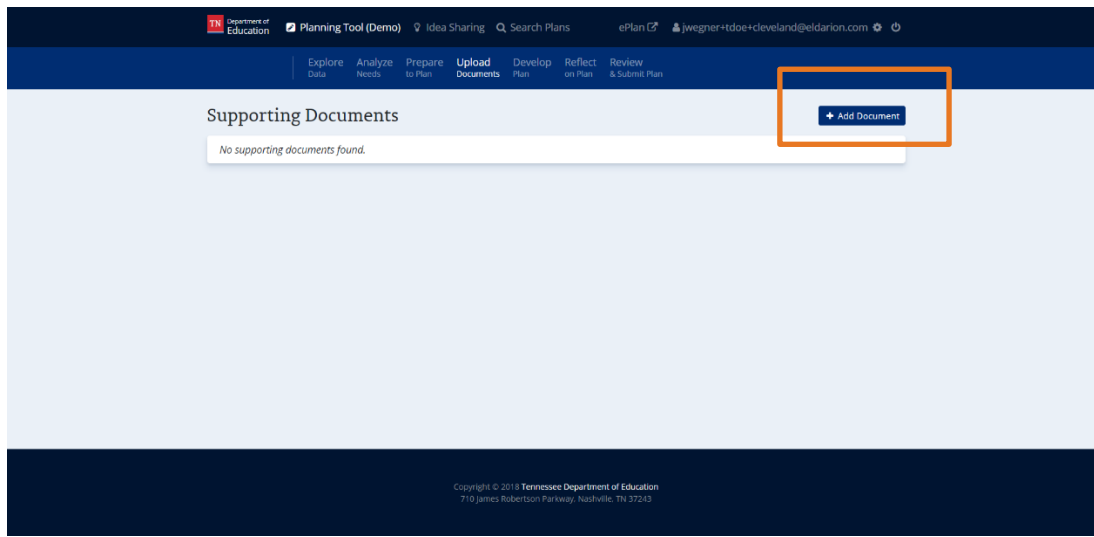 TN Department of Education Planning Tool (Demo) Idea Sharing Search Plans ePlan jwegner+tdoe+cleveland@eldarion.com
Explore Analyze Prepare Upload Develop Reflect Review
Data Needs to Plan Documents Plan on Plan & Submit Plan
Supporting Documents + Add Document
No supporting documents found.
Copyright © 2018 Tennessee Department of Education
710 James Robertson Parkway. Nashville, TN 37243